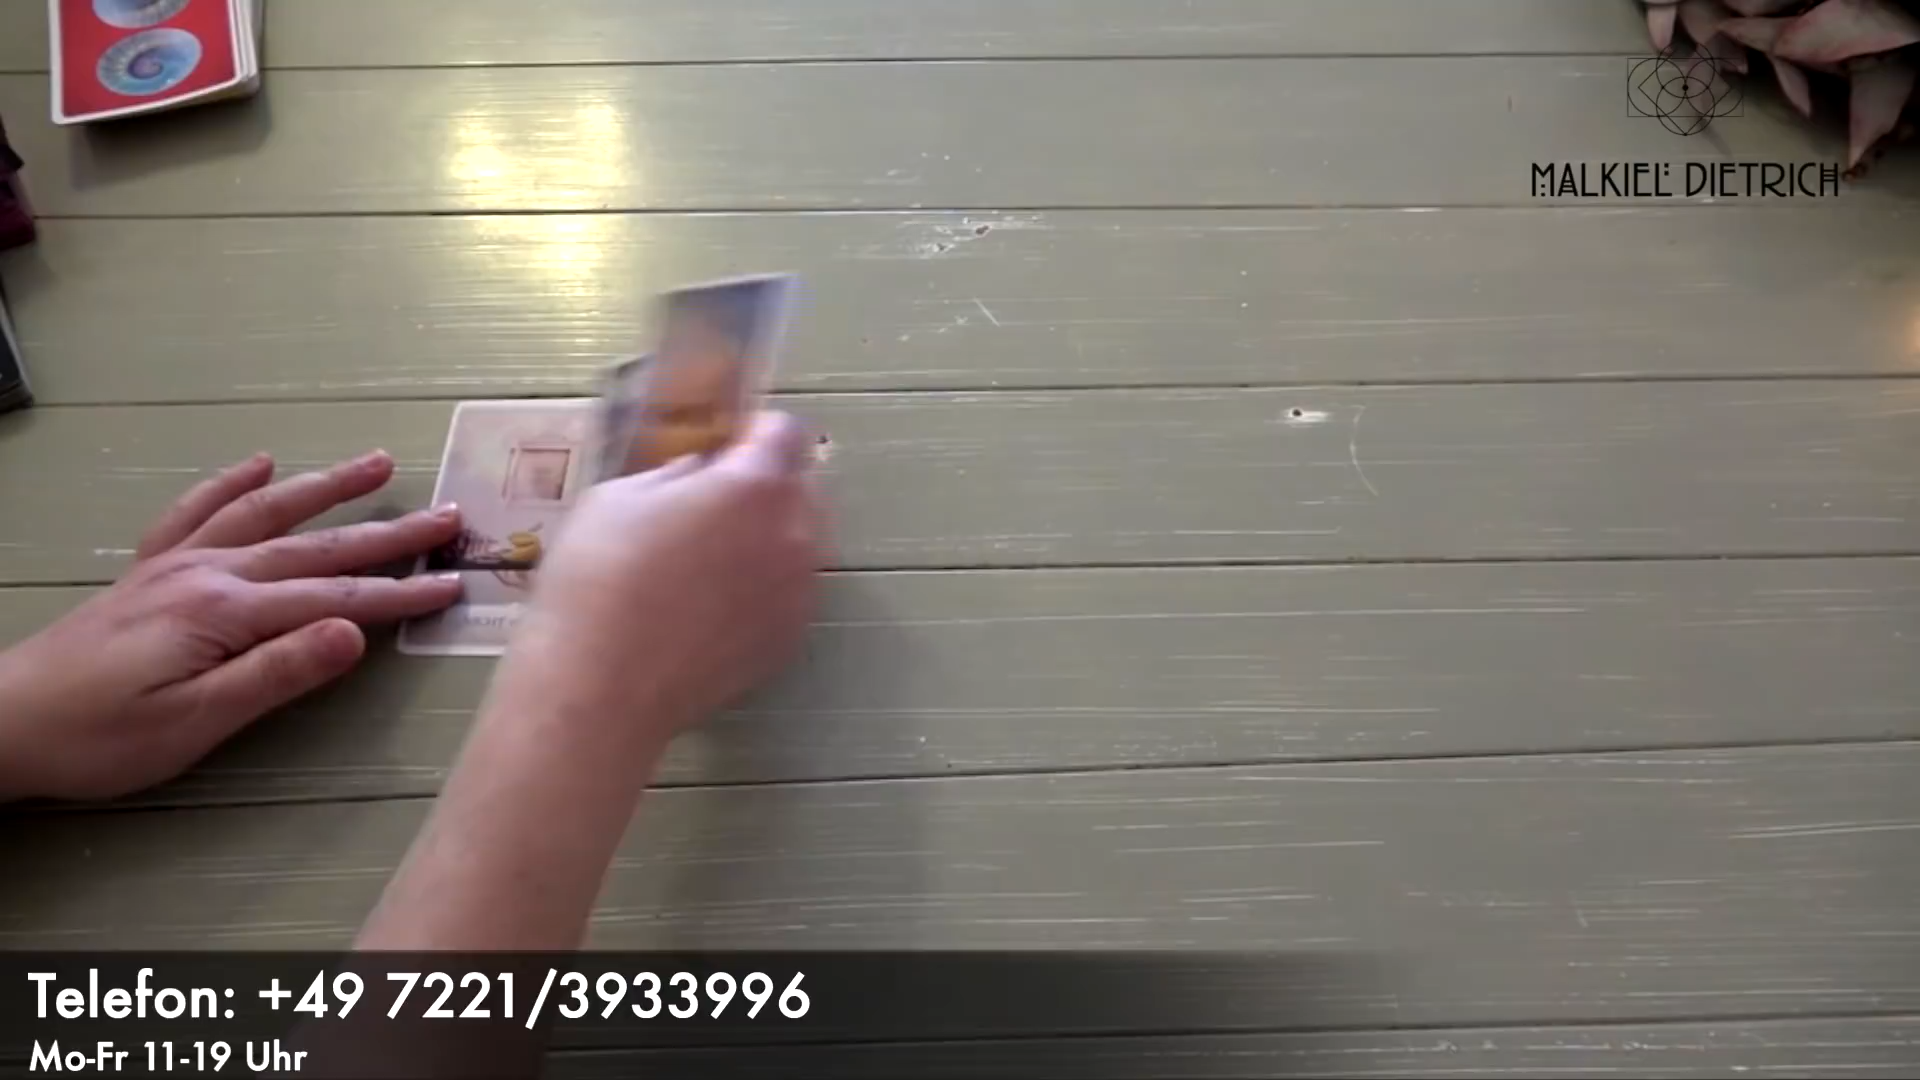 MALKIEL DIETRICH
Telefon: +49 7221/3933996
Mo-Fr 11-19 Uhr